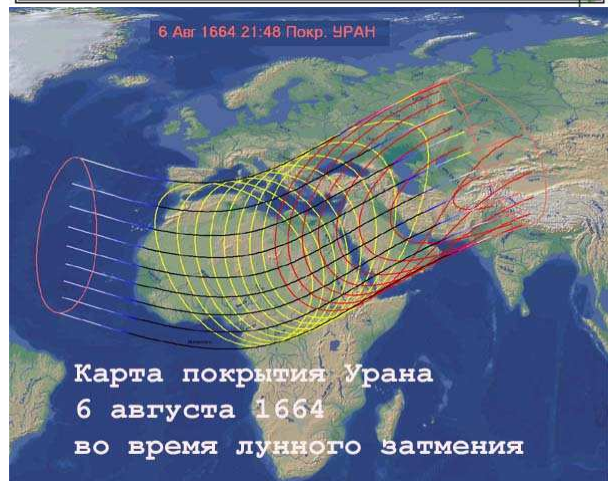 6 Авг 1664 21:48 Покр. УРАН
Карта покрытия Урана
6 августа 1664
во время лунного затмения